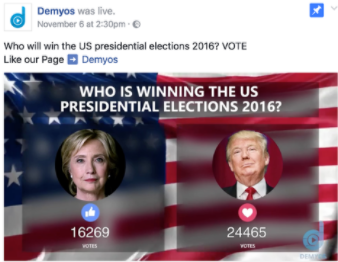 Demyos was live.
November 6 at 2:30pm ·
Who will win the US presidential elections 2016? VOTE
Like our Page ➡ Demyos
WHO IS WINNING THE US
PRESIDENTIAL ELECTIONS 2016?
16269
VOTES
24465
VOTES
DEMYOS